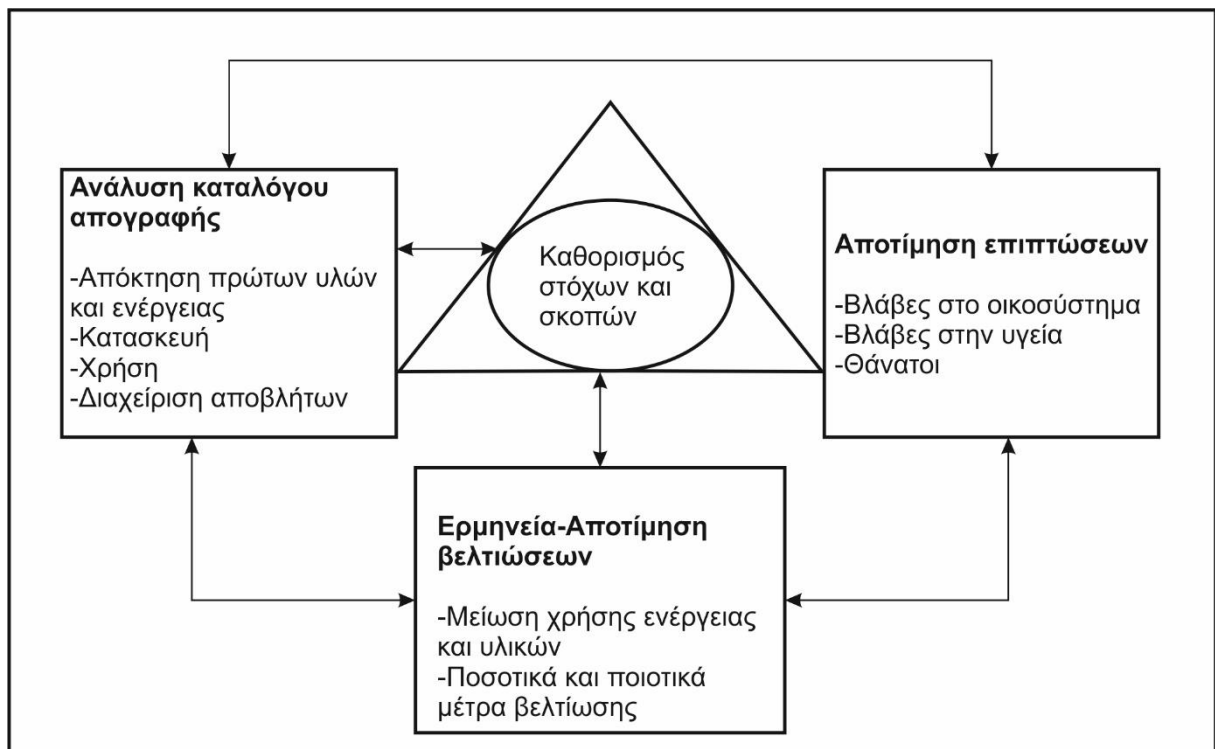 Ανάλυση καταλόγου
απογραφής
-Απόκτηση πρώτων υλών
και ενέργειας
-Κατασκευή
-Χρήση
-Διαχείριση αποβλήτων
Καθορισμός
στόχων και
σκοπών
Αποτίμηση επιπτώσεων
-Βλάβες στο οικοσύστημα
-Βλάβες στην υγεία
-Θάνατοι
Ερμηνεία-Αποτίμηση
βελτιώσεων
-Μείωση χρήσης ενέργειας
και υλικών
-Ποσοτικά και ποιοτικά
μέτρα βελτίωσης